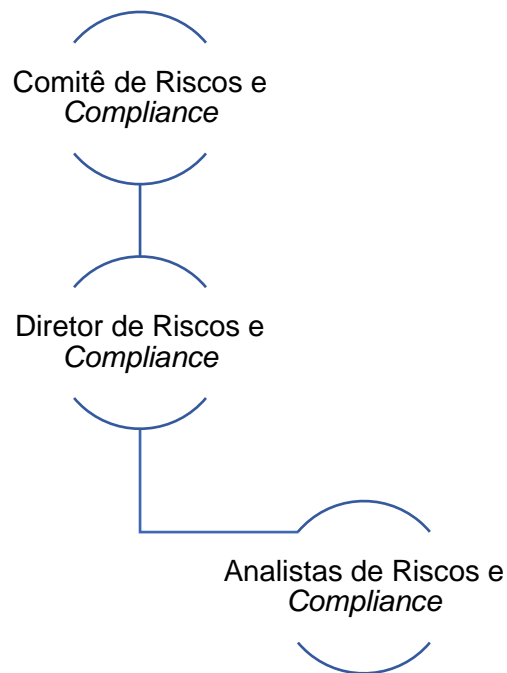 Comitê de Riscos e
Compliance
Diretor de Riscos e
Compliance
Analistas de Riscos e
Compliance